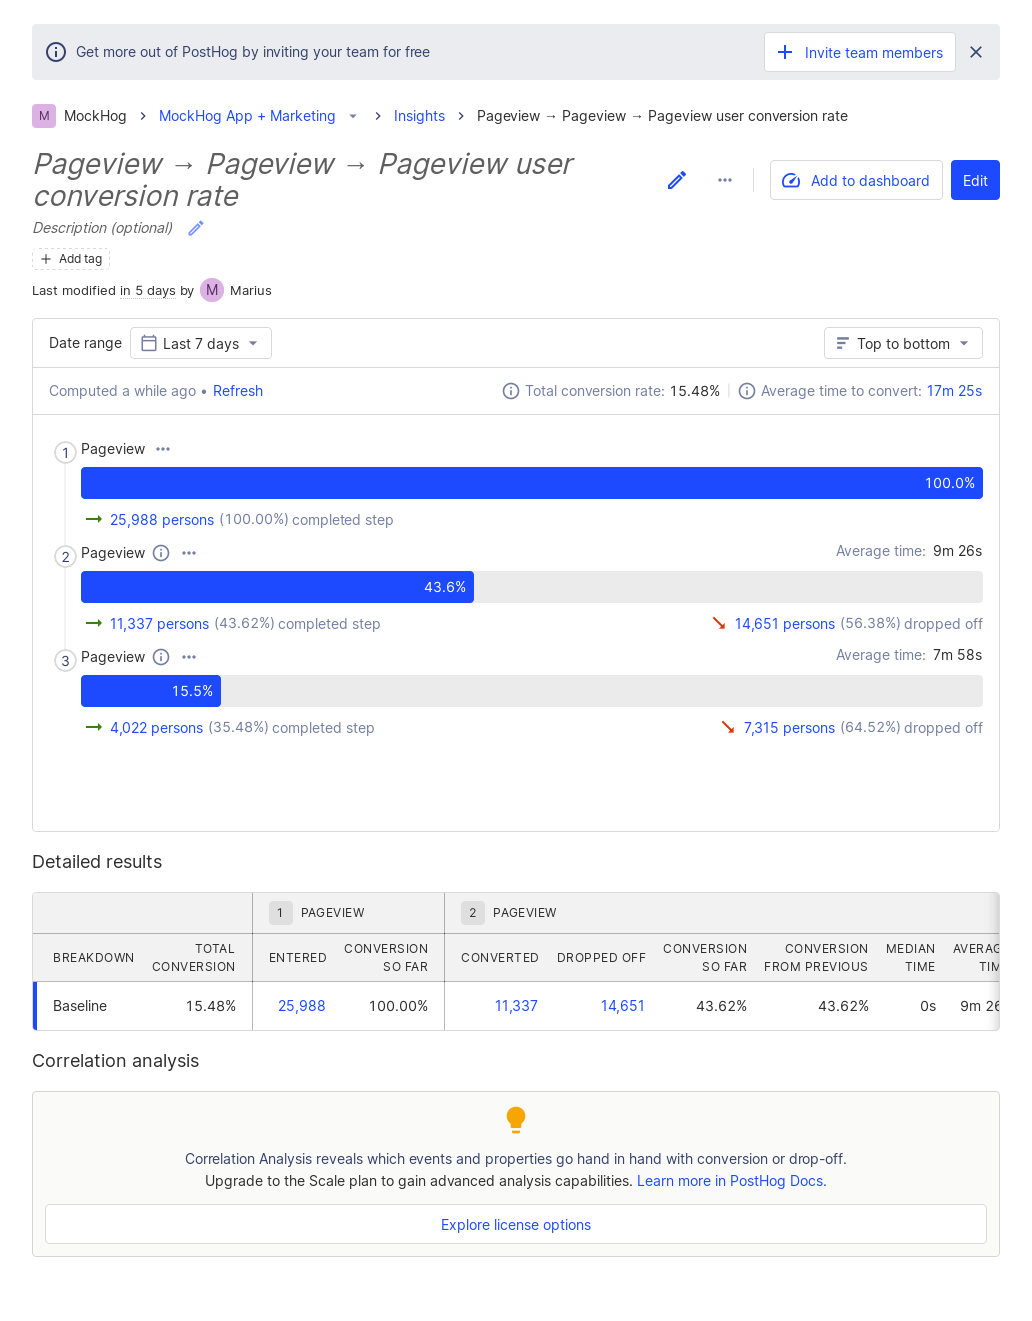 Get more out of PostHog by inviting your team for free
Invite team members
M MockHog > MockHog App + Marketing > Insights > Pageview → Pageview → Pageview user conversion rate
Pageview → Pageview → Pageview user
conversion rate
Add to dashboard
Edit
Description (optional)
Add tag
Last modified in 5 days by M Marius
Date range Last 7 days
Top to bottom
Computed a while ago • Refresh
Total conversion rate: 15.48%
Average time to convert: 17m 25s
1 Pageview
100.0%
25,988 persons (100.00%) completed step
2 Pageview
Average time: 9m 26s
43.6%
11,337 persons (43.62%) completed step
14,651 persons (56.38%) dropped off
3 Pageview
Average time: 7m 58s
15.5%
4,022 persons (35.48%) completed step
7,315 persons (64.52%) dropped off
Detailed results
1 PAGEVIEW
2 PAGEVIEW
BREAKDOWN
TOTAL
CONVERSION
ENTERED
CONVERSION
SO FAR
CONVERTED
DROPPED OFF
CONVERSION
SO FAR
CONVERSION
FROM PREVIOUS
MEDIAN
TIME
AVERAG
TIM
Baseline 15.48% 25,988 100.00% 11,337 14,651 43.62% 43.62% 0s 9m 26
Correlation analysis
Correlation Analysis reveals which events and properties go hand in hand with conversion or drop-off.
Upgrade to the Scale plan to gain advanced analysis capabilities. Learn more in PostHog Docs.
Explore license options